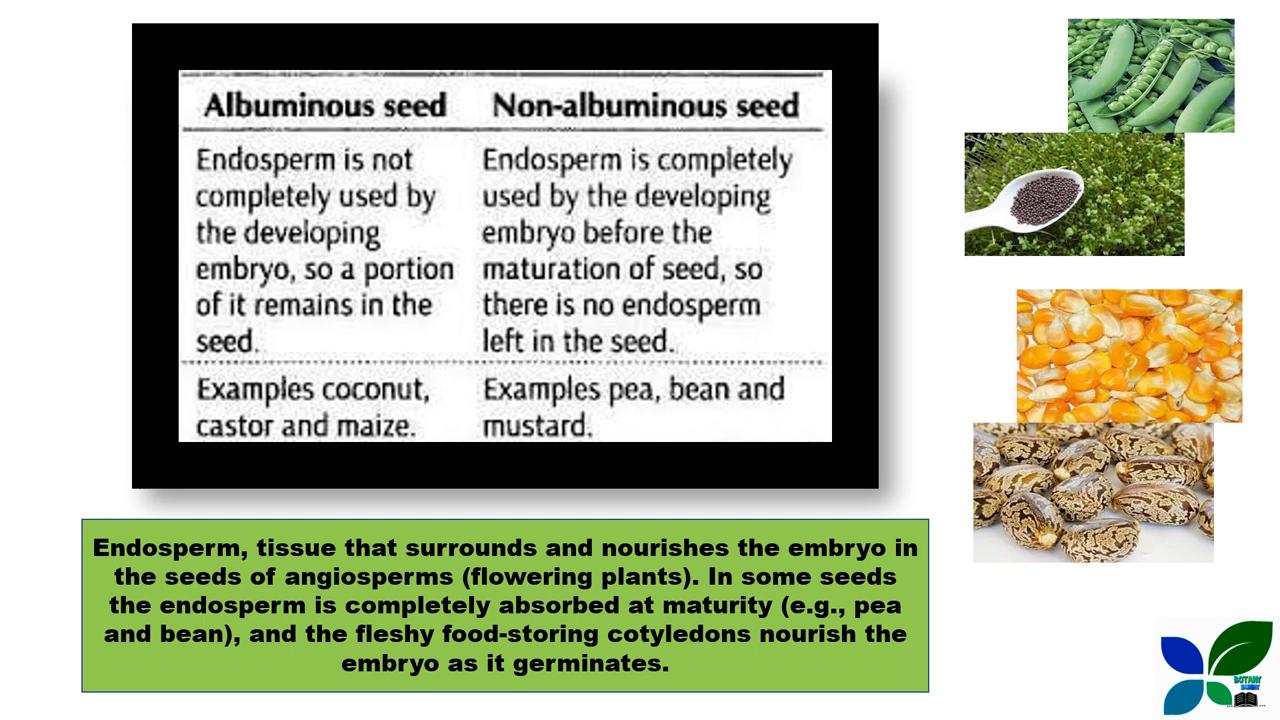 Albuminous seed Non-albuminous seed
Endosperm is not
completely used by
the developing
embryo, so a portion
of it remains in the
seed.
Endosperm is completely
used by the developing
embryo before the
maturation of seed, so
there is no endosperm
left in the seed.
Examples coconut,
castor and maize.
Examples pea, bean and
mustard.
Endosperm, tissue that surrounds and nourishes the embryo in
the seeds of angiosperms (flowering plants). In some seeds
the endosperm is completely absorbed at maturity (e.g., pea
and bean), and the fleshy food-storing cotyledons nourish the
embryo as it germinates.
BOTANY
BUNNY